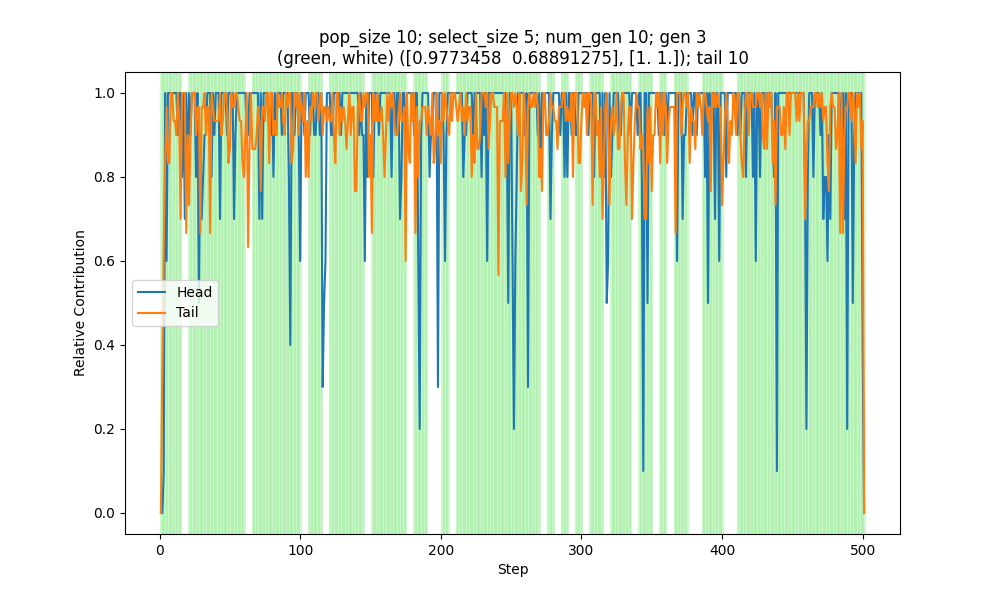 pop_size 10; select_size 5; num_gen 10; gen 3
(green, white) ([0.9773458  0.68891275], [1. 1.]); tail 10
Relative Contribution
1.0
0.8
0.6
0.4
0.2
0.0
Head
Tail
0
100
200
300
400
500
Step